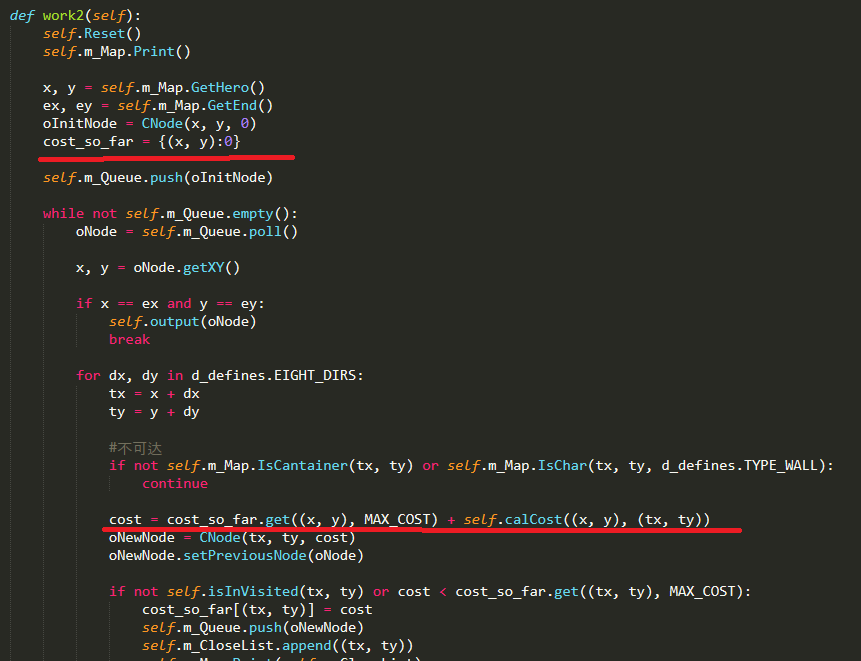 def work2(self):
self.Reset()
self.m_Map.Print()
x, y = self.m_Map.GetHero()
ex, ey = self.m_Map.GetEnd()
oInitNode = CNode(x, y, 0)
cost_so_far = {(x, y):0}
self.m_Queue.push(oInitNode)
while not self.m_Queue.empty():
oNode = self.m_Queue.poll()
x, y = oNode.getXY()
if x == ex and y == ey:
self.output(oNode)
break
for dx, dy in d_defines.EIGHT_DIRS:
tx = x + dx
ty = y + dy
#不可达
if not self.m_Map.IsCantainer(tx, ty) or self.m_Map.IsChar(tx, ty, d_defines.TYPE_WALL):
continue
cost = cost_so_far.get((x, y), MAX_COST) + self.calCost((x, y), (tx, ty))
oNewNode = CNode(tx, ty, cost)
oNewNode.setPreviousNode(oNode)
if not self.isInVisited(tx, ty) or cost < cost_so_far.get((tx, ty), MAX_COST):
cost_so_far[(tx, ty)] = cost
self.m_Queue.push(oNewNode)
self.m_CloseList.append((tx, ty))